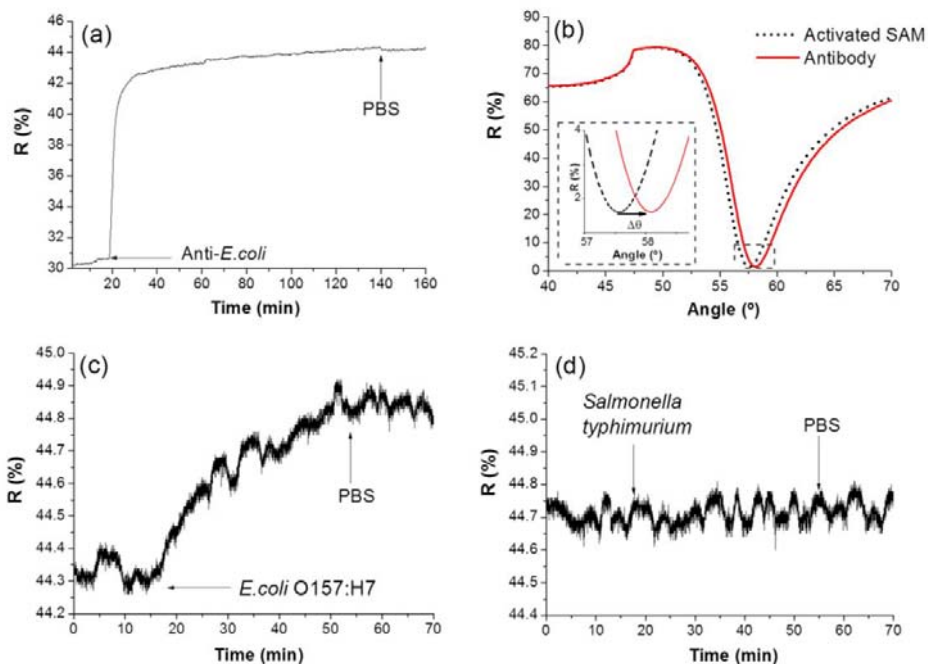 (a)
R (%)
46
44
42
40
38
36
34
32
30
PBS
Anti-E.coli
0 20 40 60 80 100 120 140 160
Time (min)
(b)
Activated SAM
Antibody
R (%)
90
80
70
60
50
40
30
20
10
0
4
2
R (%)
Δθ
57 58
Angle (º)
40 45 50 55 60 65 70
Angle (º)
(c)
R (%)
45.0
44.9
44.8
44.7
44.6
44.5
44.4
44.3
44.2
PBS
E.coli O157:H7
0 10 20 30 40 50 60 70
Time (min)
(d)
R (%)
45.2
45.1
45.0
44.9
44.8
44.7
44.6
44.5
44.4
Salmonella
typhimurium
PBS
0 10 20 30 40 50 60 70
Time (min)